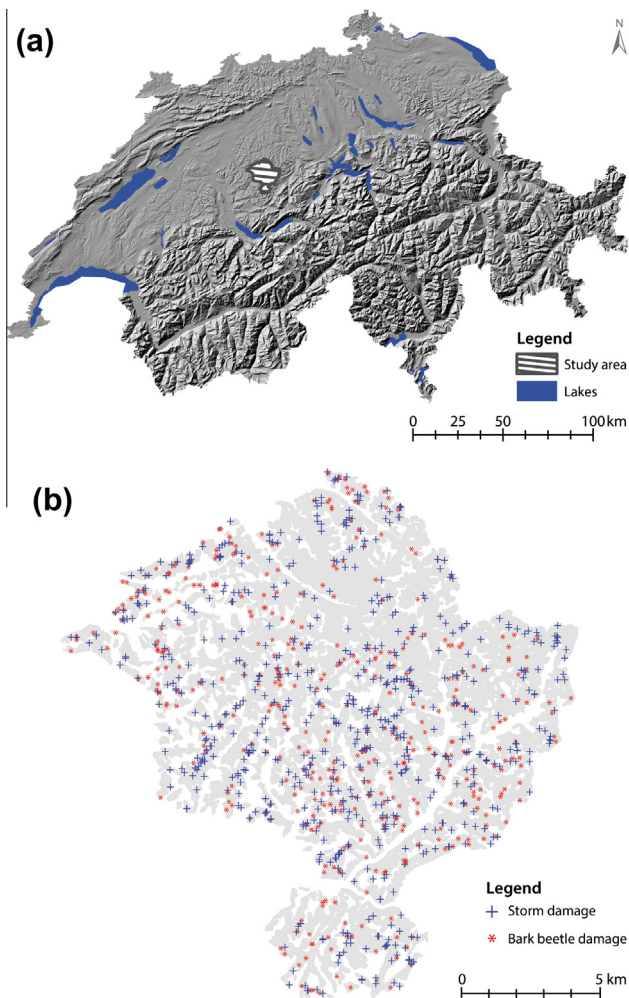 (a)
N
Legend
Study area
Lakes
0 25 50 100 km
(b)
Legend
Storm damage
Bark beetle damage
0 5 km